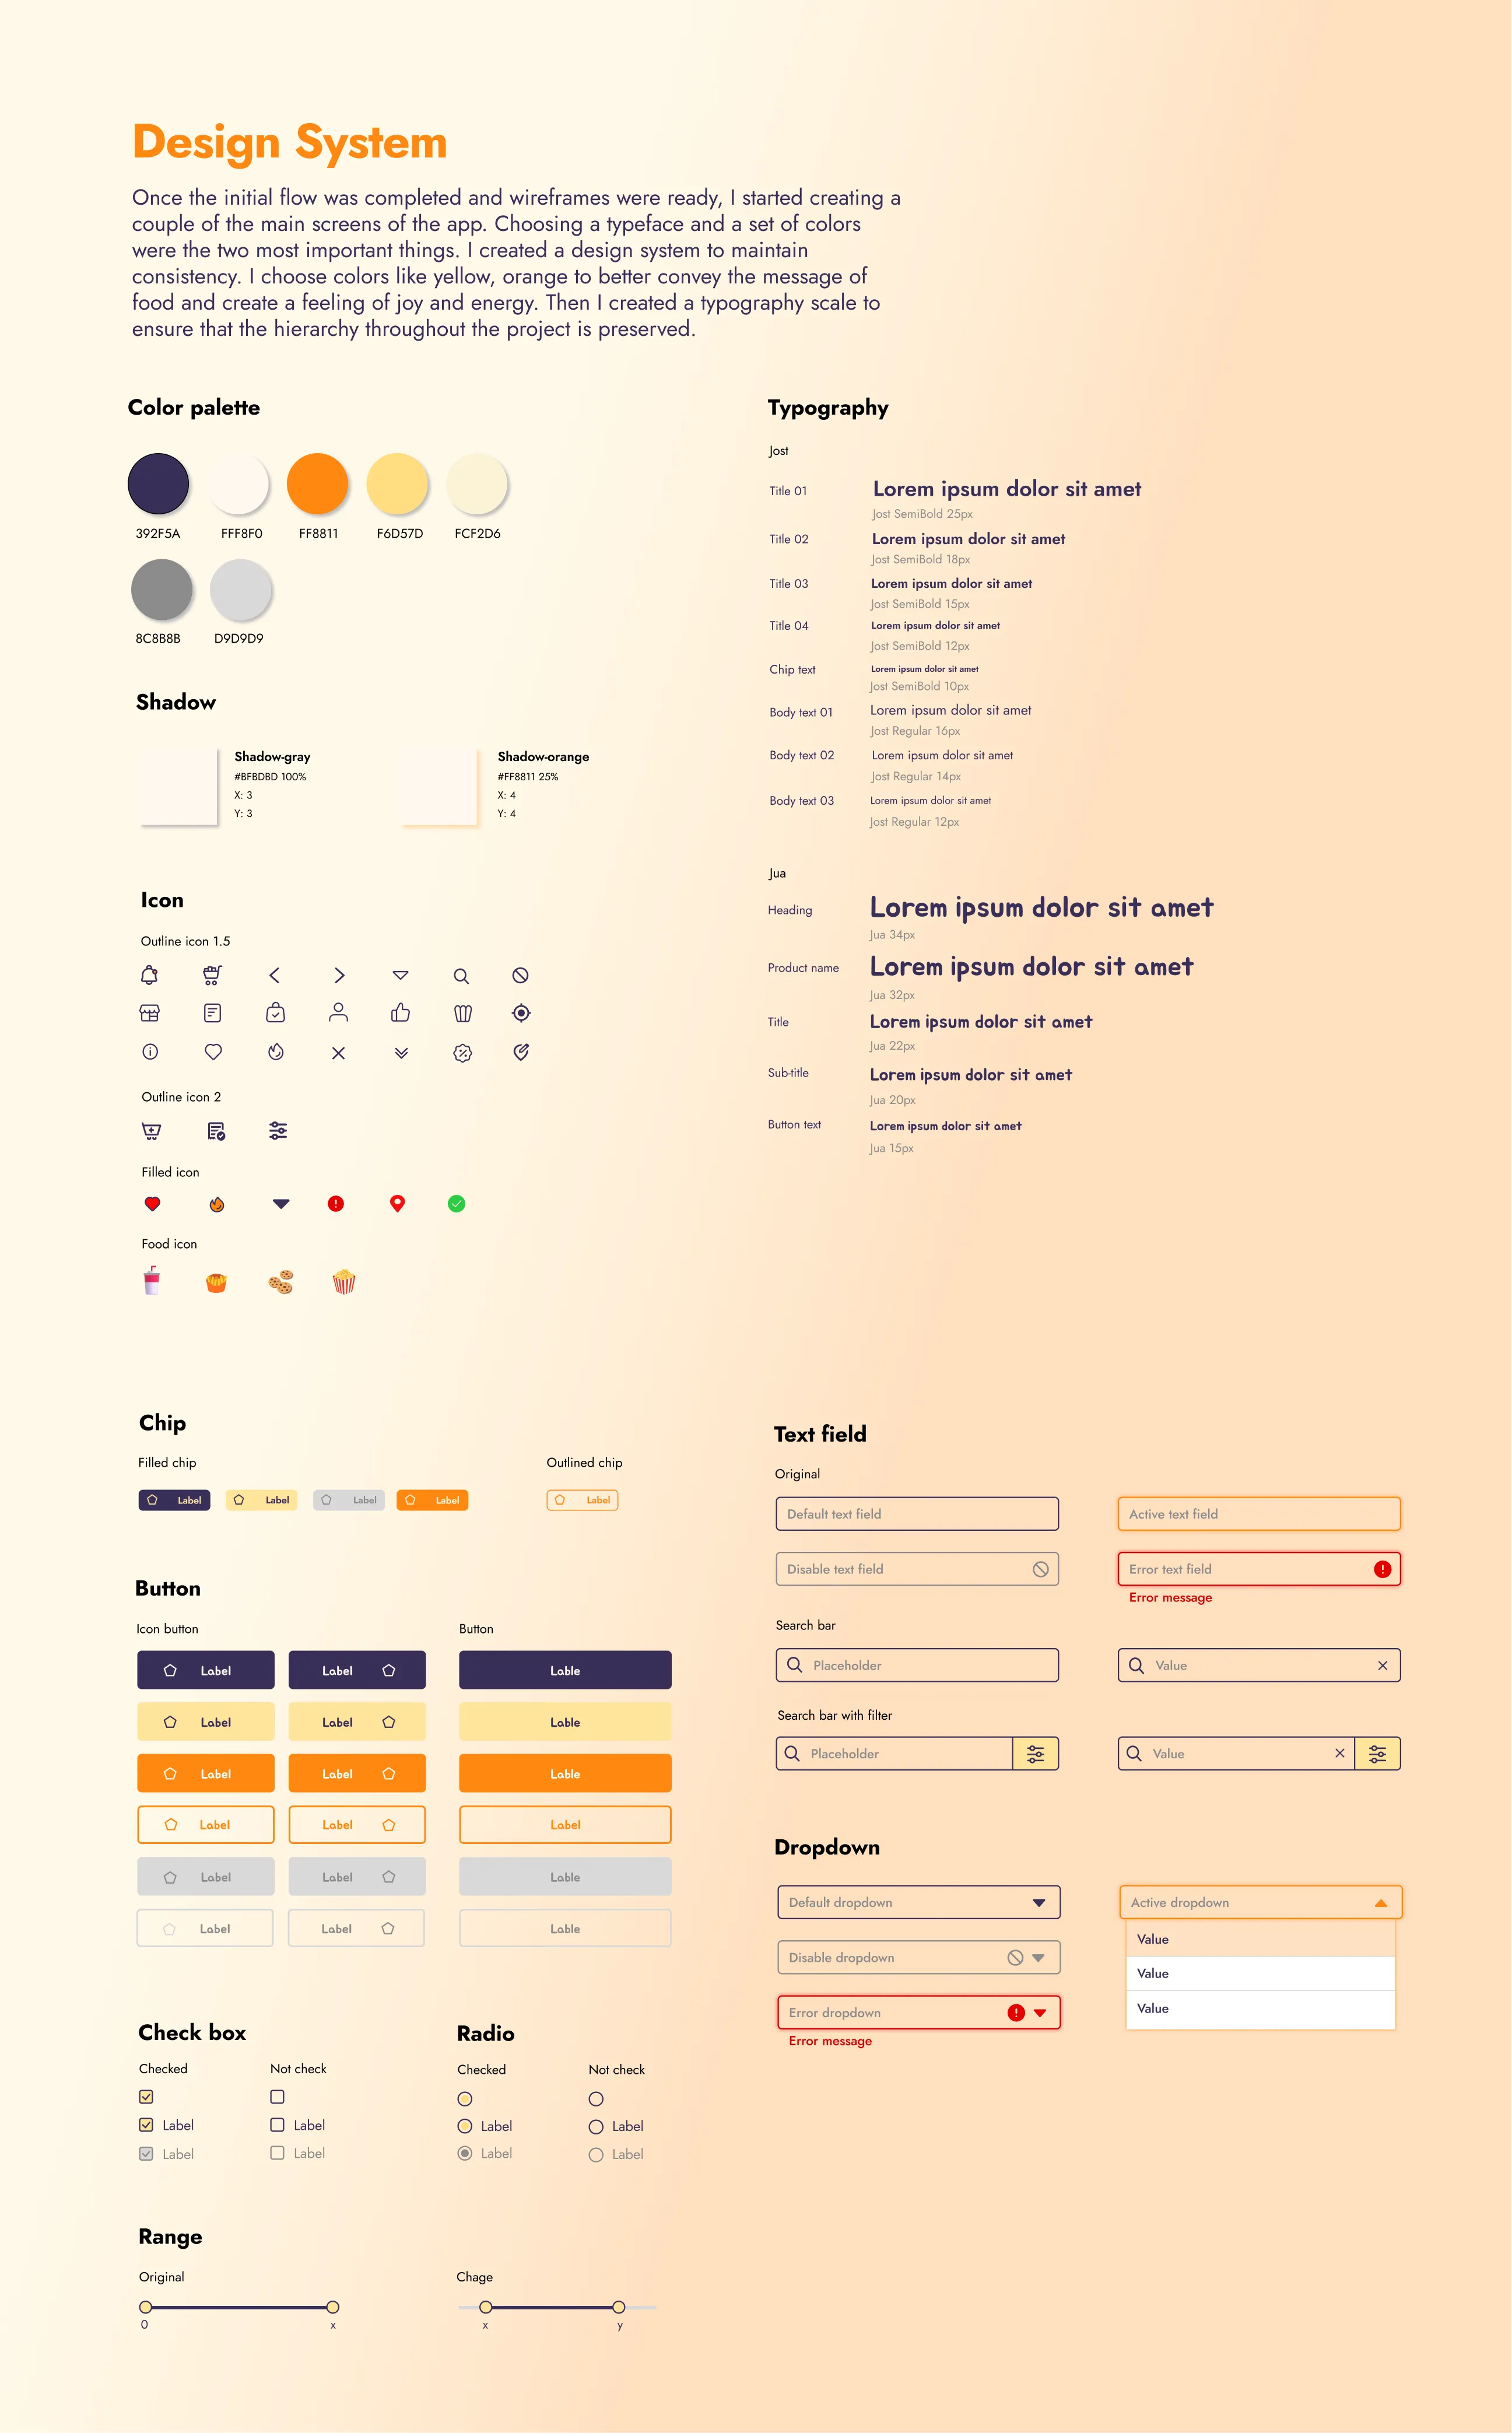 Design System
Once the initial flow was completed and wireframes were ready, I started creating a
couple of the main screens of the app. Choosing a typeface and a set of colors
were the two most important things. I created a design system to maintain
consistency. I choose colors like yellow, orange to better convey the message of
food and create a feeling of joy and energy. Then I created a typography scale to
ensure that the hierarchy throughout the project is preserved.
Color palette
392F5A FFF8F0 FF8811 F6D57D FCF2D6
8C8B8B D9D9D9
Shadow
Shadow-gray
#BFBDBD 100%
X: 3
Y: 3
Shadow-orange
#FF8811 25%
X: 4
Y: 4
Icon
Outline icon 1.5
Outline icon 2
Filled icon
Food icon
Typography
Jost
Title 01 Lorem ipsum dolor sit amet
Jost SemiBold 25px
Title 02 Lorem ipsum dolor sit amet
Jost SemiBold 18px
Title 03 Lorem ipsum dolor sit amet
Jost SemiBold 15px
Title 04 Lorem ipsum dolor sit amet
Jost SemiBold 12px
Chip text Lorem ipsum dolor sit amet
Jost SemiBold 10px
Body text 01 Lorem ipsum dolor sit amet
Jost Regular 16px
Body text 02 Lorem ipsum dolor sit amet
Jost Regular 14px
Body text 03 Lorem ipsum dolor sit amet
Jost Regular 12px
Jua
Heading Lorem ipsum dolor sit amet
Jua 34px
Product name Lorem ipsum dolor sit amet
Jua 32px
Title Lorem ipsum dolor sit amet
Jua 22px
Sub-title Lorem ipsum dolor sit amet
Jua 20px
Button text Lorem ipsum dolor sit amet
Jua 15px
Chip
Filled chip Outlined chip
Label Label Label Label Label
Button
Icon button Button
Label Label Lable
Label Label Lable
Label Label Lable
Label Label Label
Label Label Lable
Label Label Lable
Check box
Checked Not check
Label Label
Label Label
Radio
Checked Not check
Label Label
Label Label
Range
Original Chage
0 x x y
Text field
Original
Default text field Active text field
Disable text field Error text field
Error message
Search bar
Placeholder Value
Search bar with filter
Placeholder Value
Dropdown
Default dropdown Active dropdown
Value
Disable dropdown
Value
Value
Error dropdown
Error message